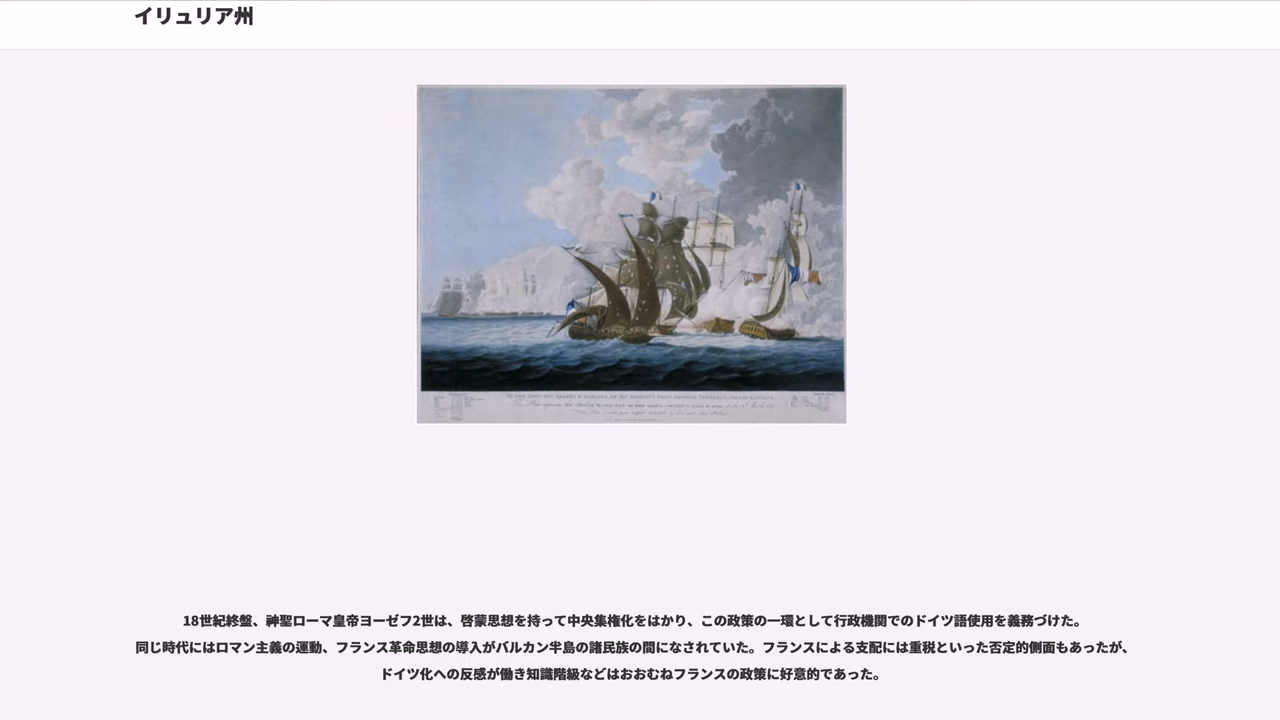 イリュリア州
18世紀終盤、神聖ローマ皇帝ヨーゼフ2世は、啓蒙思想を持って中央集権化をはかり、この政策の一環として行政機関でのドイツ語使用を義務づけた。
同じ時代にはロマン主義の運動、フランス革命思想の導入がバルカン半島の諸民族の間になされていた。フランスによる支配には重税といった否定的側面もあったが、
ドイツ化への反感が働き知識階級などはおおむねフランスの政策に好意的であった。